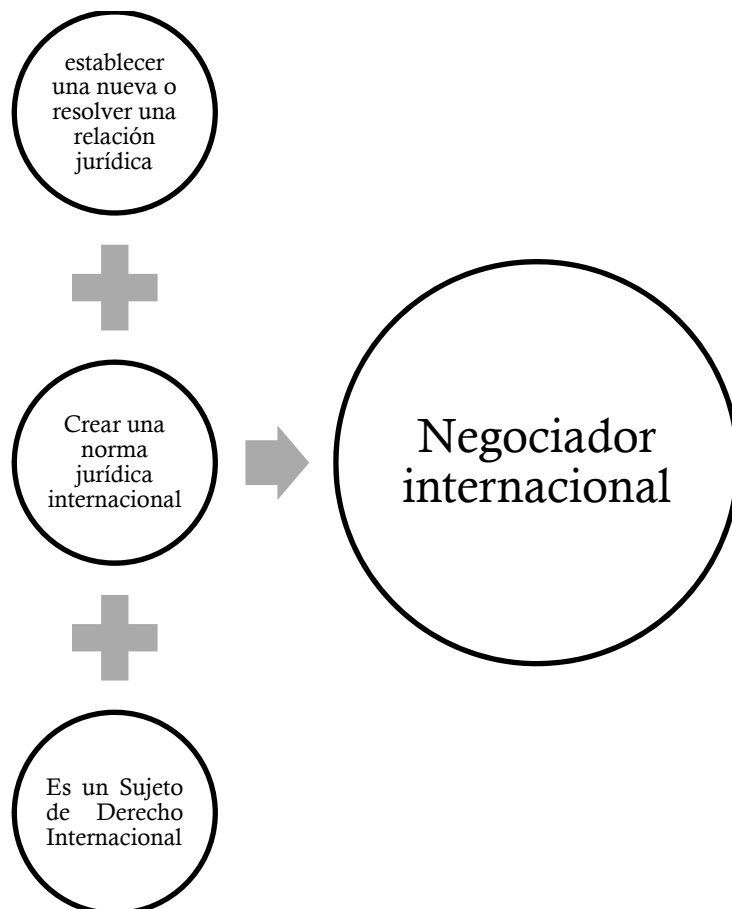 establecer
una nueva o
resolver una
relación
jurídica
Crear una
norma
jurídica
internacional
Es un Sujeto
de Derecho
Internacional
Negociador
internacional